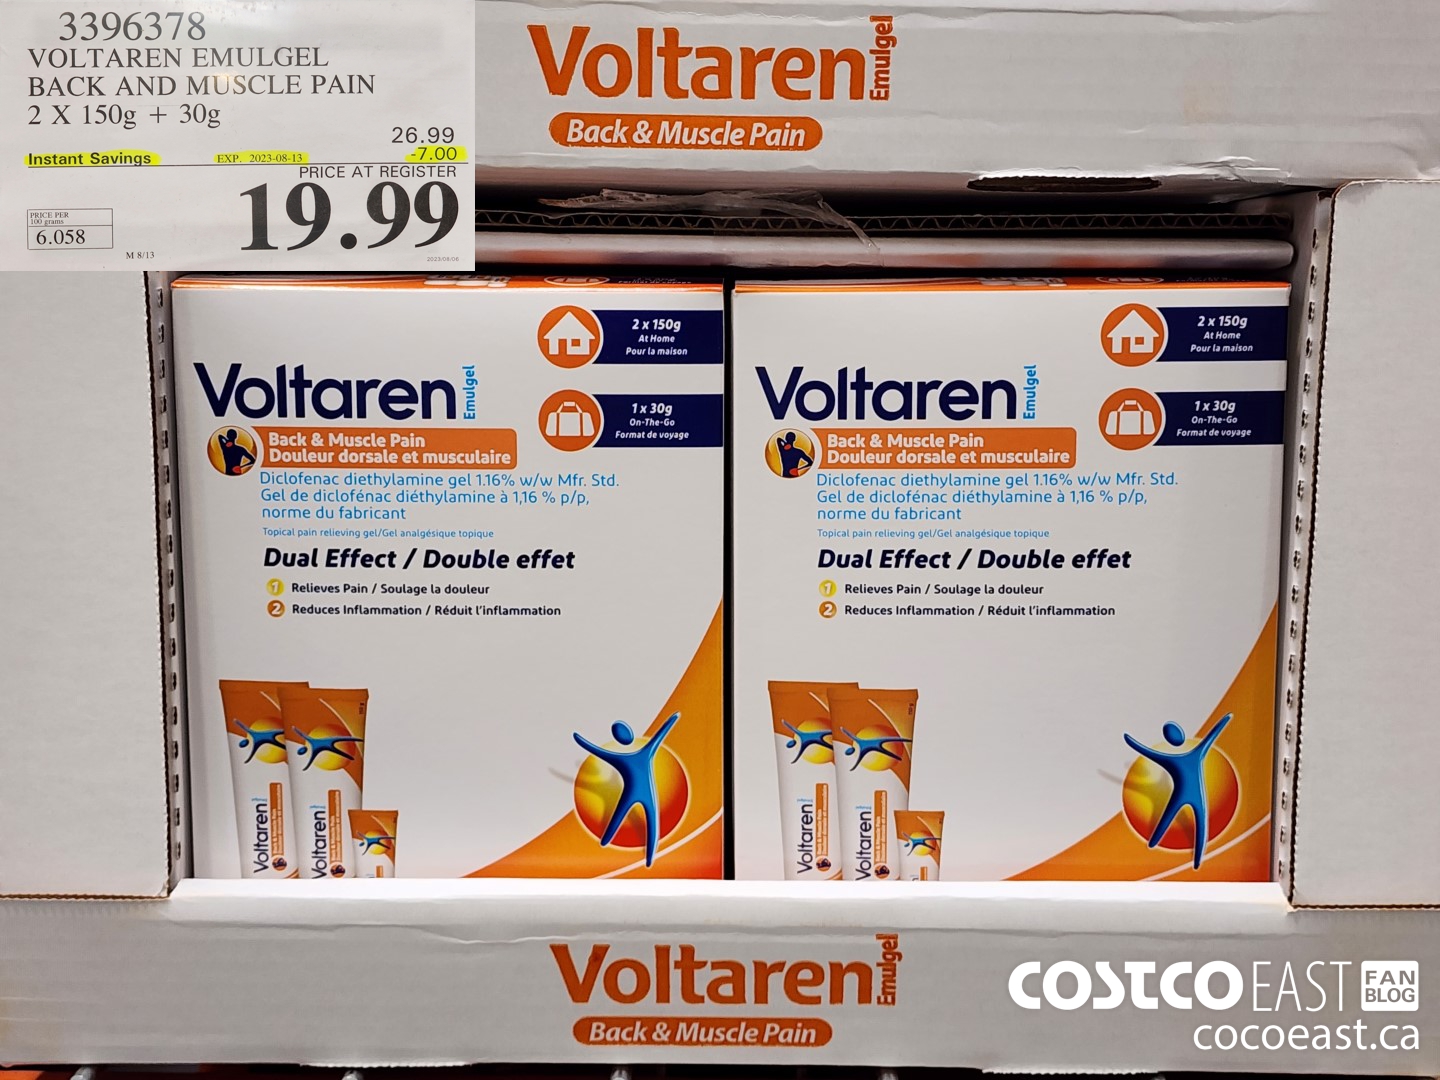 3396378
VOLTAREN EMULGEL
BACK AND MUSCLE PAIN
2 X 150g + 30g
26.99
Instant Savings EXP. 2023-08-13 -7.00
PRICE AT REGISTER
19.99
PRICE PER
100 grams
6.058
M 8/13
2023/08/06
Voltaren Emulgel
Back & Muscle Pain
2 x 150g
At Home
Pour la maison
Voltaren Emulgel
1 x 30g
On-The-Go
Format de voyage
Back & Muscle Pain
Douleur dorsale et musculaire
Diclofenac diethylamine gel 1.16% w/w Mfr. Std.
Gel de diclofénac diéthylamine à 1,16 % p/p,
norme du fabricant
Topical pain relieving gel/Gel analgésique topique
Dual Effect / Double effet
1 Relieves Pain / Soulage la douleur
2 Reduces Inflammation / Réduit l'inflammation
Voltaren
Voltaren
2 x 150g
At Home
Pour la maison
Voltaren Emulgel
1 x 30g
On-The-Go
Format de voyage
Back & Muscle Pain
Douleur dorsale et musculaire
Diclofenac diethylamine gel 1.16% w/w Mfr. Std.
Gel de diclofénac diéthylamine à 1,16 % p/p,
norme du fabricant
Topical pain relieving gel/Gel analgésique topique
Dual Effect / Double effet
1 Relieves Pain / Soulage la douleur
2 Reduces Inflammation / Réduit l'inflammation
Voltaren
Voltaren
Voltaren Emulgel
Back & Muscle Pain
COSTCO EAST FAN BLOG
cocoeast.ca